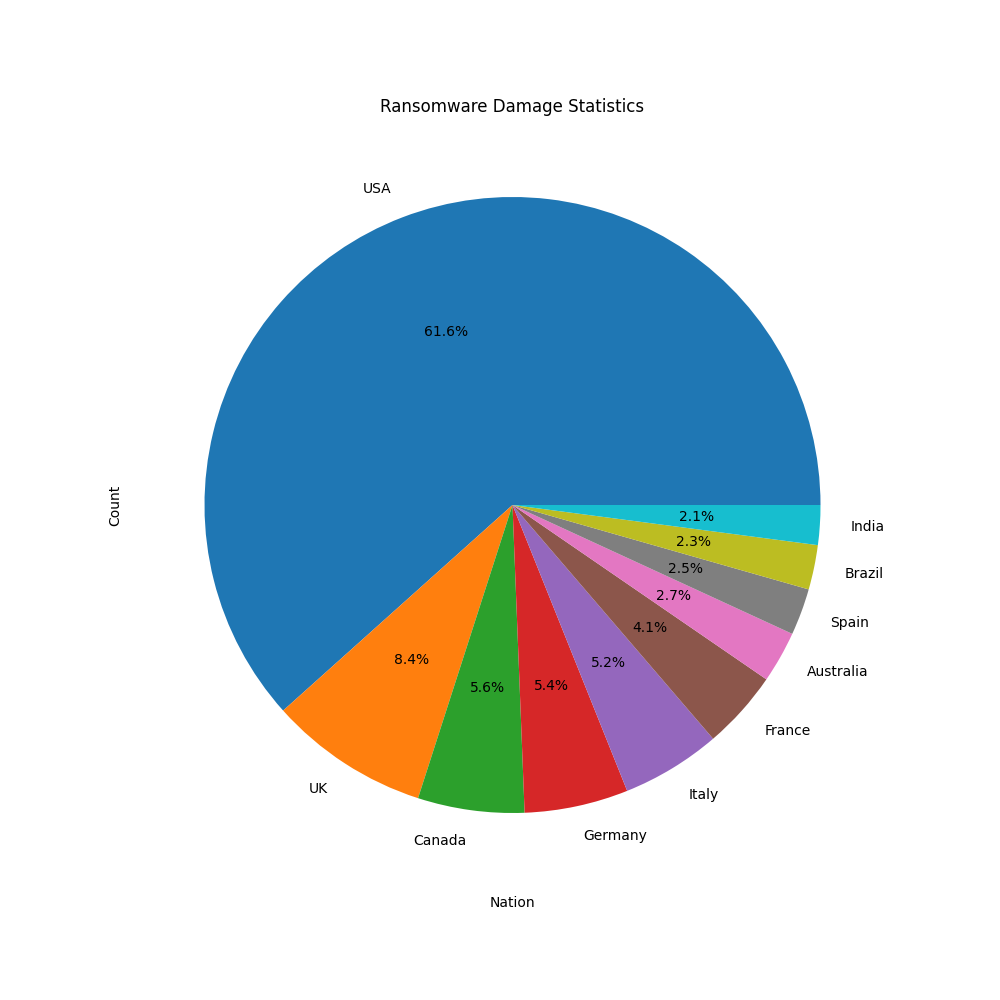 Ransomware Damage Statistics
USA
61.6%
Count
2.1%
India
2.3%
Brazil
2.5%
Spain
2.7%
Australia
4.1%
France
5.2%
Italy
5.4%
Germany
5.6%
Canada
8.4%
UK
Nation